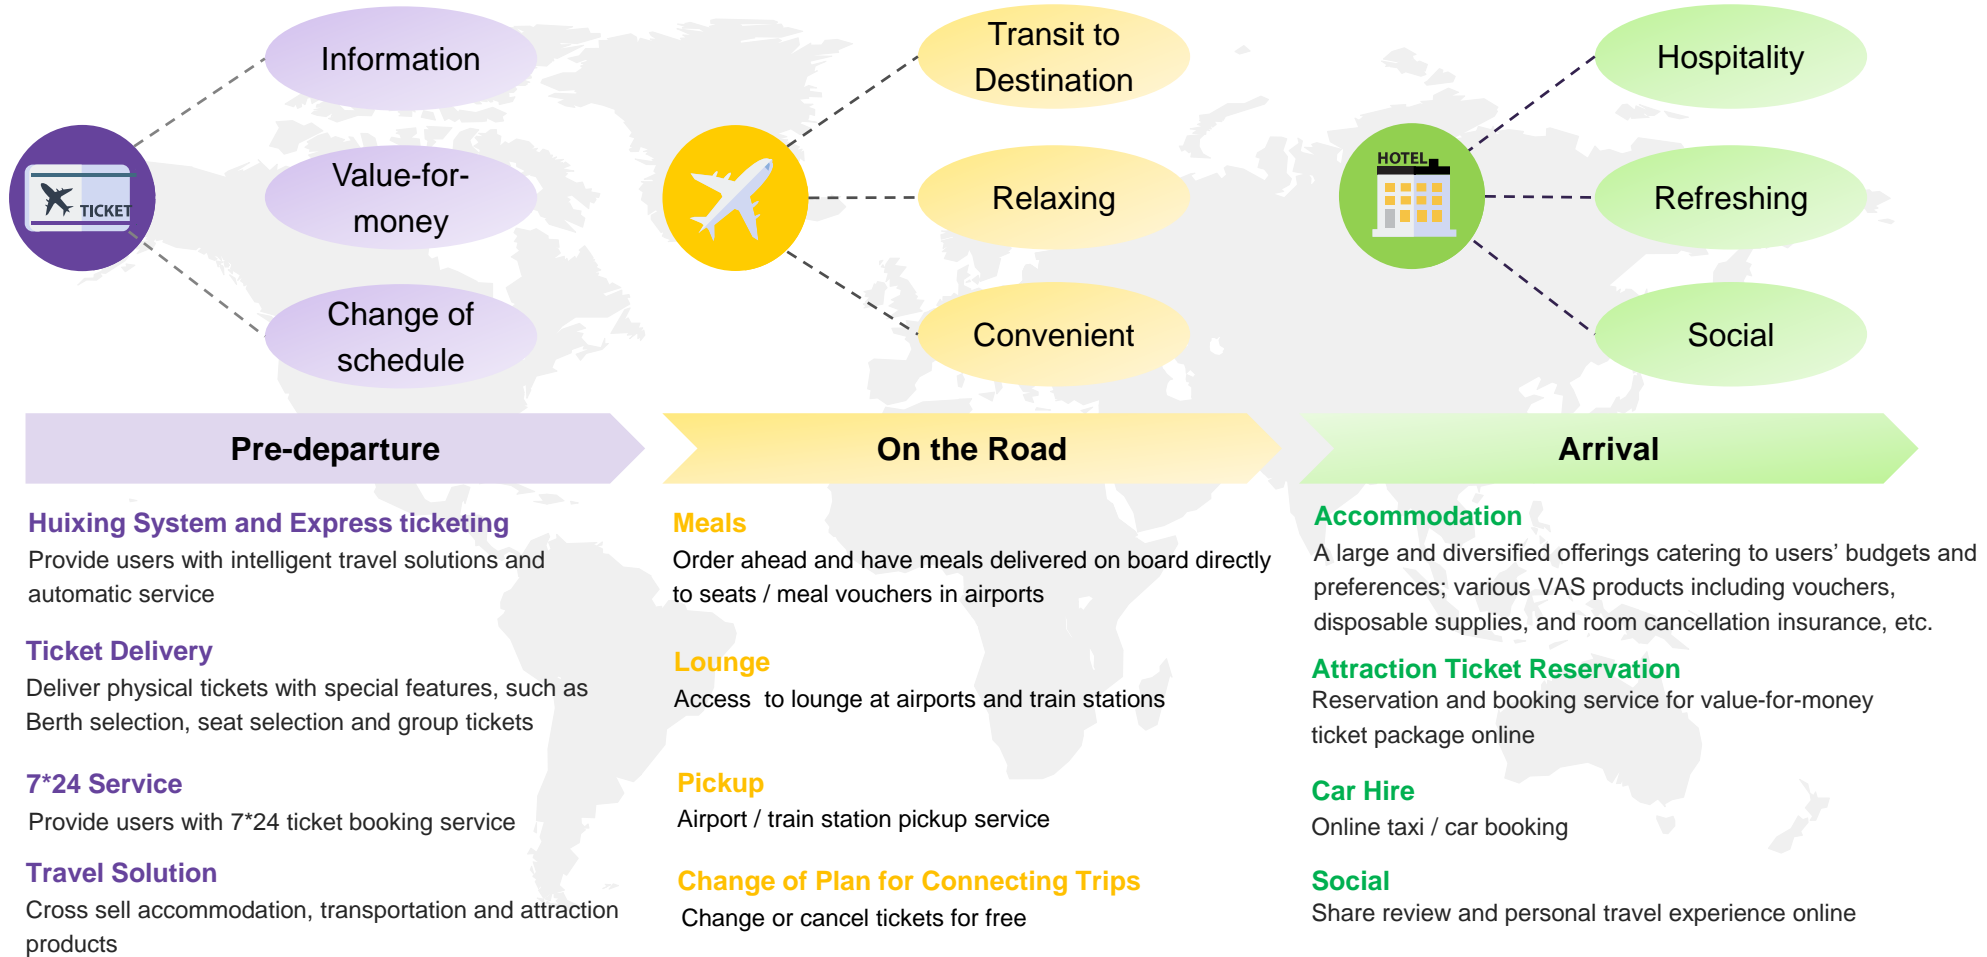 Information
Value-for-
money
Change of
schedule
TICKET
Transit to
Destination
Relaxing
Convenient
HOTEL
Hospitality
Refreshing
Social
Pre-departure
On the Road
Arrival
Huixing System and Express ticketing
Provide users with intelligent travel solutions and
automatic service
Ticket Delivery
Deliver physical tickets with special features, such as
Berth selection, seat selection and group tickets
7*24 Service
Provide users with 7*24 ticket booking service
Travel Solution
Cross sell accommodation, transportation and attraction
products
Meals
Order ahead and have meals delivered on board directly
to seats / meal vouchers in airports
Lounge
Access  to lounge at airports and train stations
Pickup
Airport / train station pickup service
Change of Plan for Connecting Trips
Change or cancel tickets for free
Accommodation
A large and diversified offerings catering to users’ budgets and
preferences; various VAS products including vouchers,
disposable supplies, and room cancellation insurance, etc.
Attraction Ticket Reservation
Reservation and booking service for value-for-money
ticket package online
Car Hire
Online taxi / car booking
Social
Share review and personal travel experience online